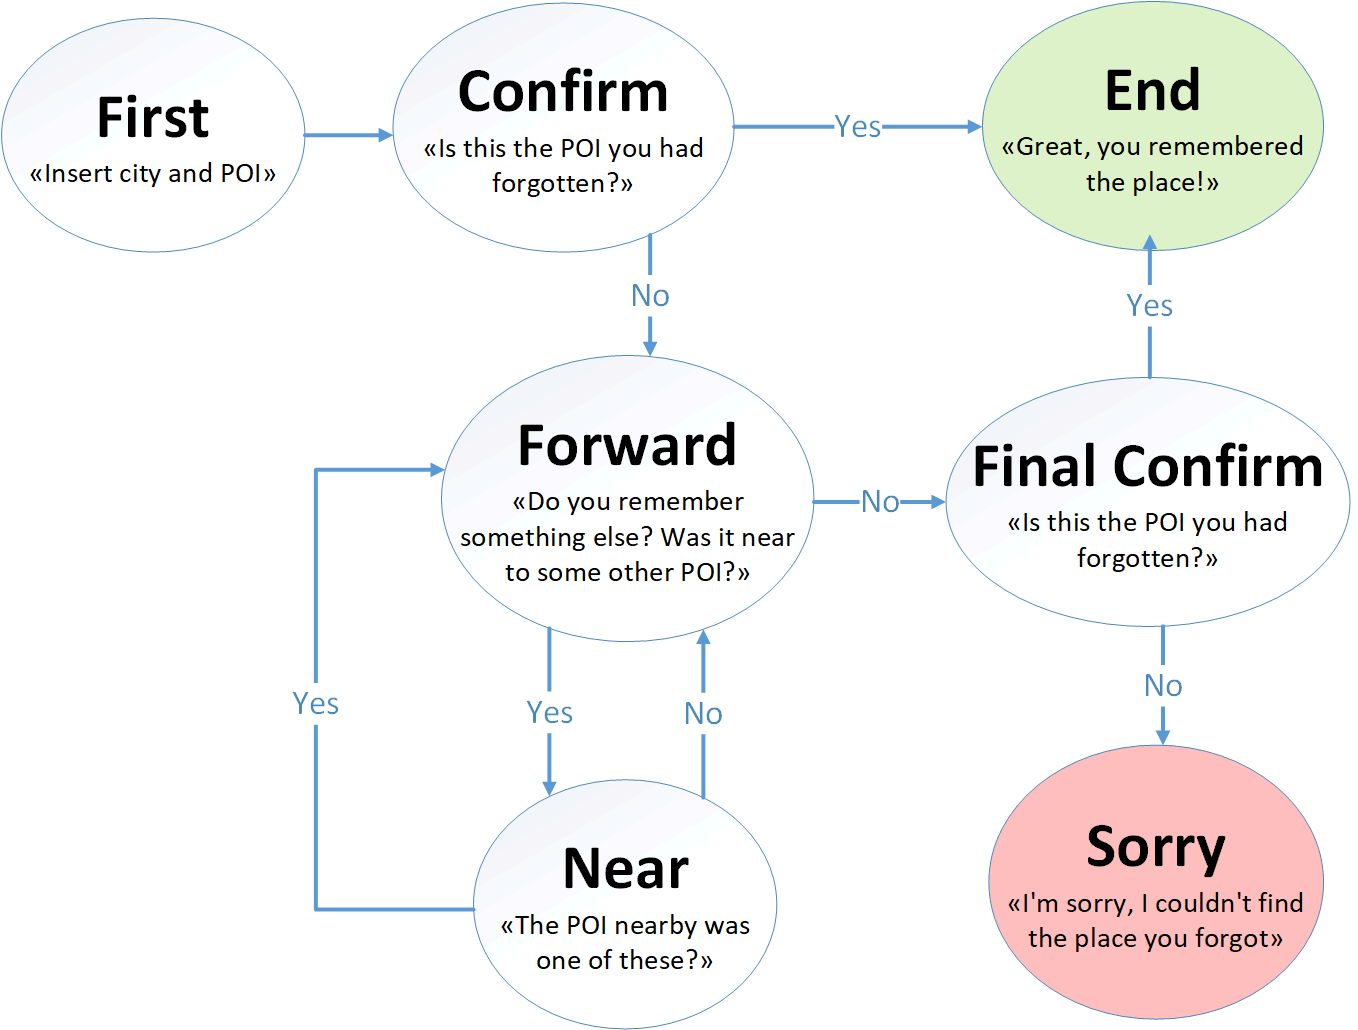 First
«Insert city and POI»
Confirm
«Is this the POI you had
forgotten?»
Yes
End
«Great, you remembered
the place!»
No
Yes
Forward
«Do you remember
something else? Was it near
to some other POI?»
No
Final Confirm
«Is this the POI you had
forgotten?»
Yes
Yes
No
No
Near
«The POI nearby was
one of these?»
Sorry
«I'm sorry, I couldn't find
the place you forgot»